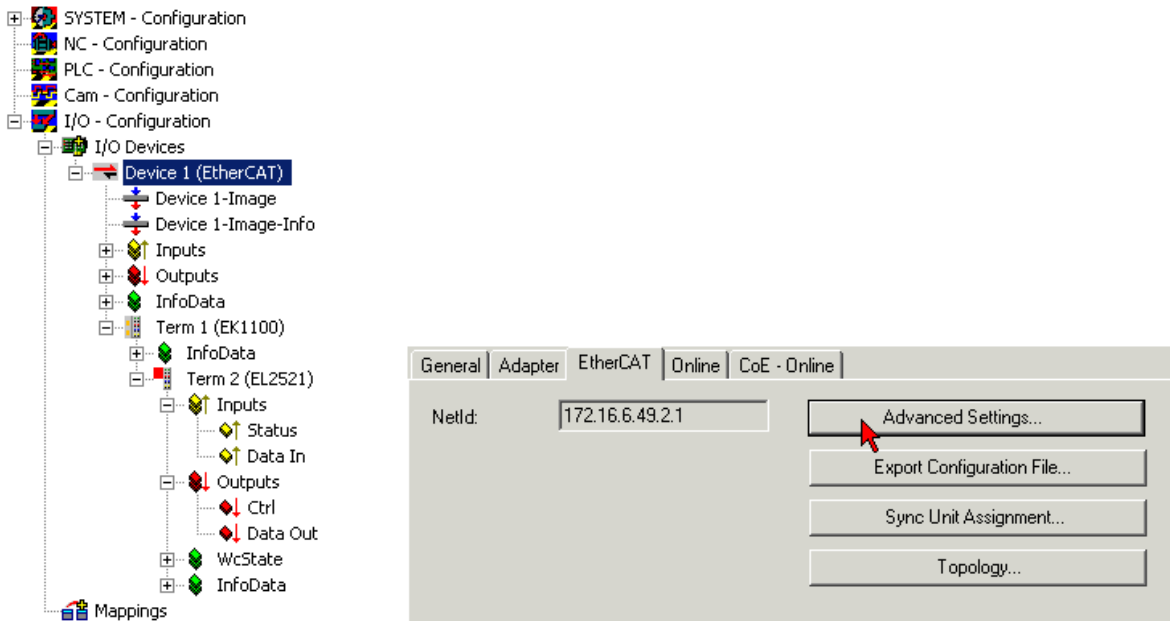 SYSTEM - Configuration
NC - Configuration
PLC - Configuration
Cam - Configuration
I/O - Configuration
I/O Devices
Device 1 (EtherCAT)
Device 1-Image
Device 1-Image-Info
Inputs
Outputs
InfoData
Term 1 (EK1100)
InfoData
Term 2 (EL2521)
Inputs
Status
Data In
Outputs
Ctrl
Data Out
WcState
InfoData
Mappings
General Adapter EtherCAT Online CoE - Online
NetId: 172.16.6.49.2.1 Advanced Settings...
Export Configuration File...
Sync Unit Assignment...
Topology...